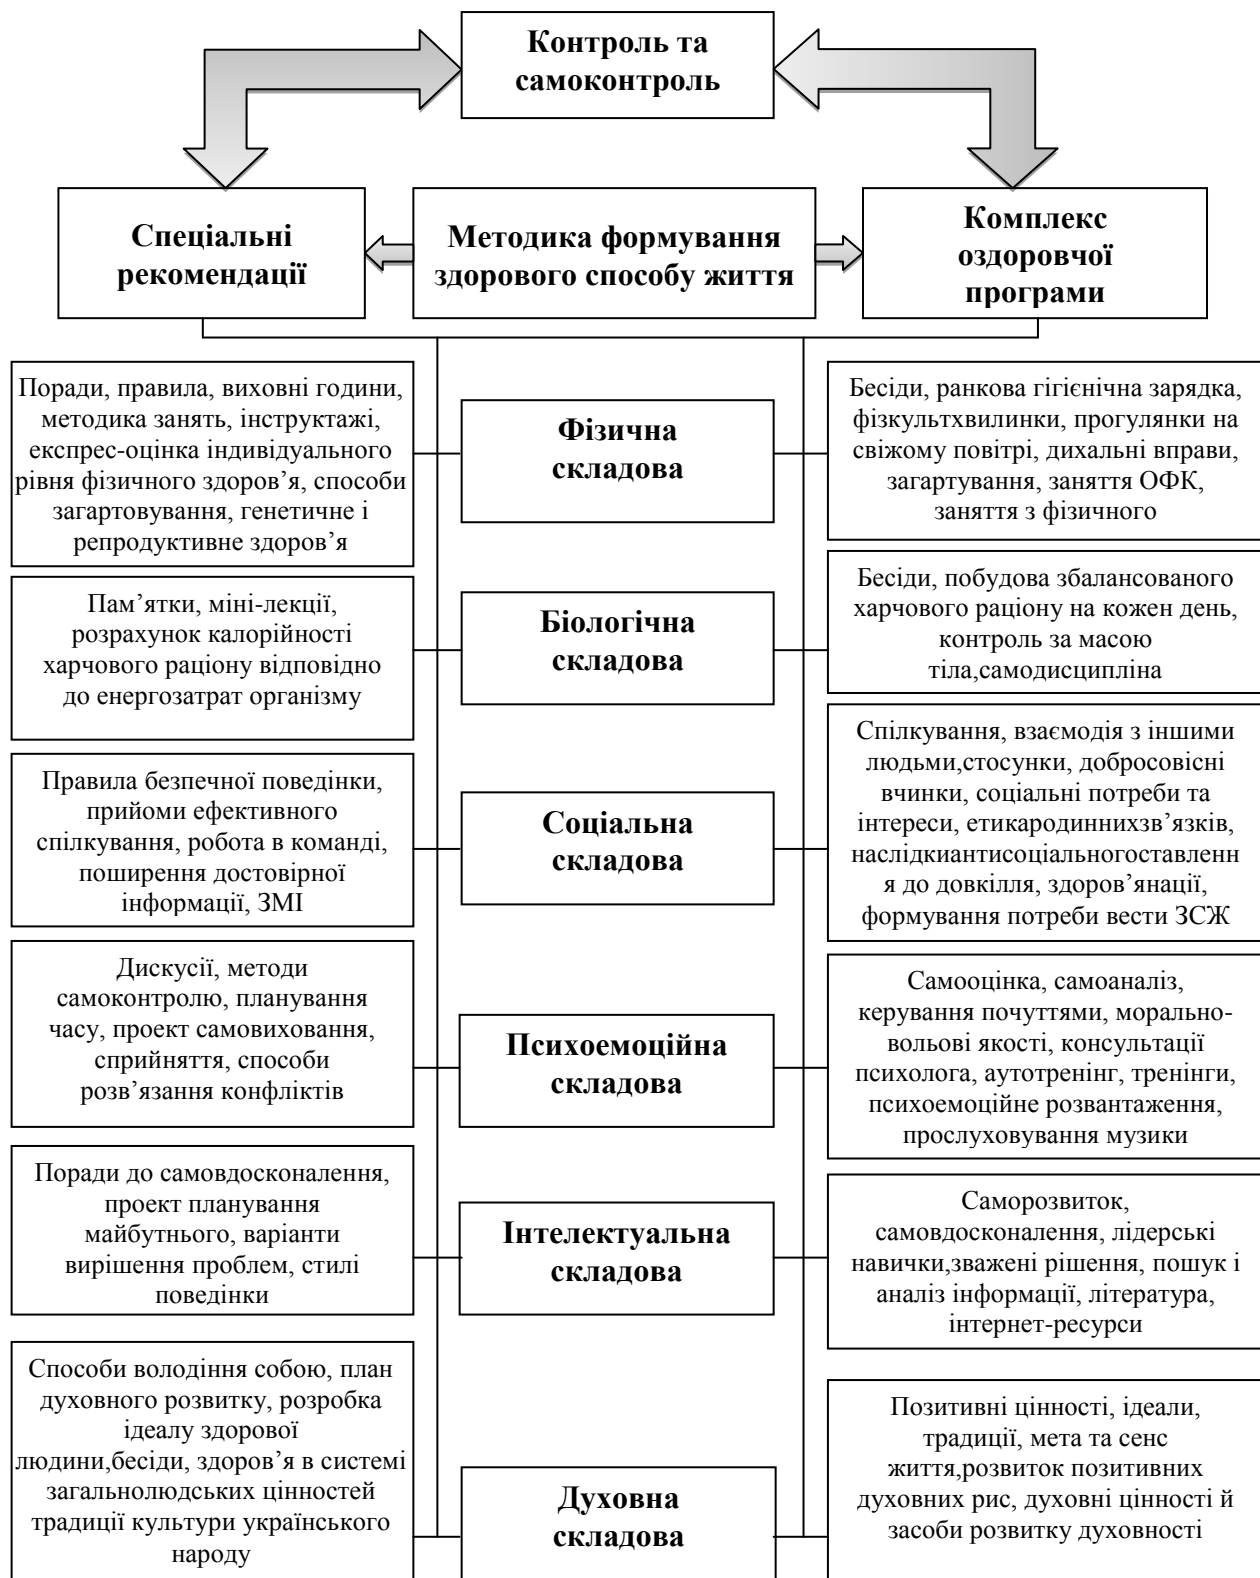 Контроль та
самоконтроль
Спеціальні
рекомендації
Методика формування
здорового способу життя
Комплекс
оздоровчої
програми
Поради, правила, виховні години,
методика занять, інструктажі,
експрес-оцінка індивідуального
рівня фізичного здоров’я, способи
загартовування, генетичне і
репродуктивне здоров’я
Фізична
складова
Бесіди, ранкова гігієнічна зарядка,
фізкультхвилинки, прогулянки на
свіжому повітрі, дихальні вправи,
загартування, заняття ОФК,
заняття з фізичного
Пам’ятки, міні-лекції,
розрахунок калорійності
харчового раціону відповідно
до енергозатрат організму
Біологічна
складова
Бесіди, побудова збалансованого
харчового раціону на кожен день,
контроль за масою
тіла,самодисципліна
Правила безпечної поведінки,
прийоми ефективного
спілкування, робота в команді,
поширення достовірної
інформації, ЗМІ
Соціальна
складова
Спілкування, взаємодія з іншими
людьми,стосунки, добросовісні
вчинки, соціальні потреби та
інтереси, етикародиннихзв’язків,
наслідкиантисоціальногоставленн
я до довкілля, здоров’янації,
формування потреби вести ЗСЖ
Дискусії, методи
самоконтролю, планування
часу, проект самовиховання,
сприйняття, способи
розв’язання конфліктів
Психоемоційна
складова
Самооцінка, самоаналіз,
керування почуттями, морально-
вольові якості, консультації
психолога, аутотренінг, тренінги,
психоемоційне розвантаження,
прослуховування музики
Поради до самовдосконалення,
проект планування
майбутнього, варіанти
вирішення проблем, стилі
поведінки
Інтелектуальна
складова
Саморозвиток,
самовдосконалення, лідерські
навички,зважені рішення, пошук і
аналіз інформації, література,
інтернет-ресурси
Способи володіння собою, план
духовного розвитку, розробка
ідеалу здорової
людини,бесіди, здоров’я в системі
загальнолюдських цінностей
традиції культури українського
народу
Духовна
складова
Позитивні цінності, ідеали,
традиції, мета та сенс
життя,розвиток позитивних
духовних рис, духовні цінності й
засоби розвитку духовності